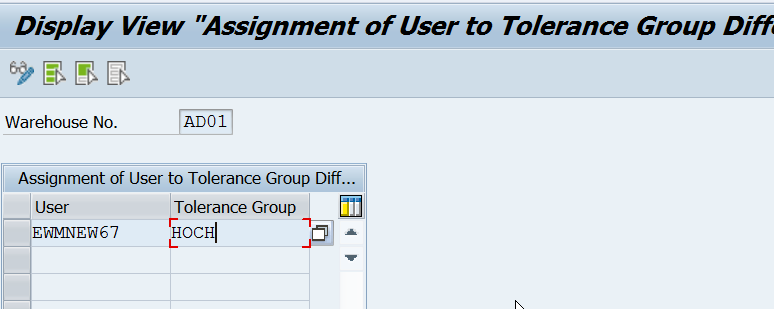 Display View "Assignment of User to Tolerance Group Diffe
Warehouse No. AD01
Assignment of User to Tolerance Group Diff...
User Tolerance Group
EWMNEW67 HOCH